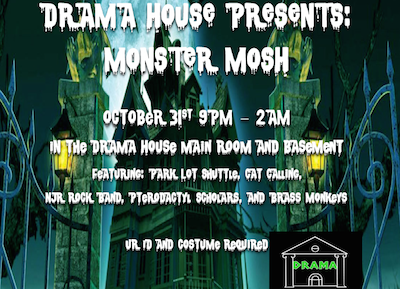 Drama House Presents:
Monster Mosh
October 31st 9PM - 2AM
in the Drama House Main Room and Basement
Featuring: Park Lot Shuttle, Cat Calling,
NJR Rock Band, Pterodactyl Scholars, and Brass Monkeys
UR ID and Costume Required
DRAMA